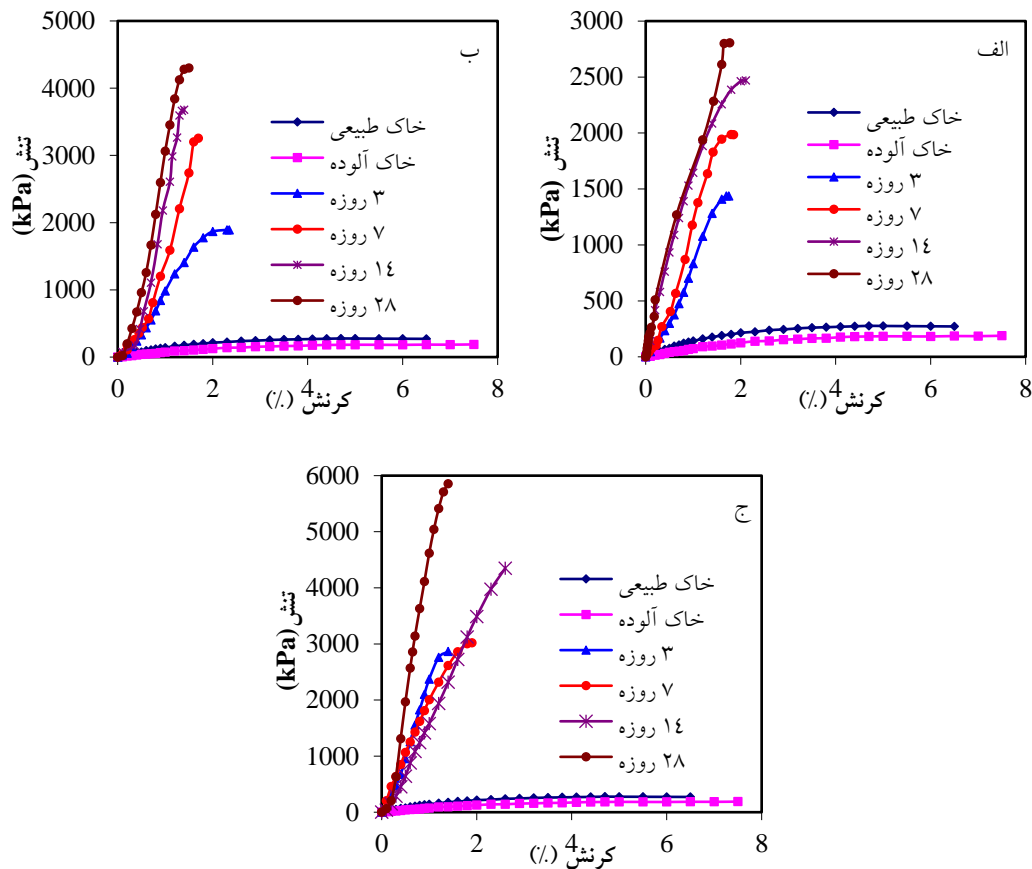 الف
تنش (kPa)
3000
2500
2000
1500
1000
500
0
خاک طبیعی
خاک آلوده
۳ روزه
۷ روزه
۱٤ روزه
۲۸ روزه
0 2 4 6 8
کرنش (٪)
ب
تنش (kPa)
5000
4000
3000
2000
1000
0
خاک طبیعی
خاک آلوده
۳ روزه
۷ روزه
۱٤ روزه
۲۸ روزه
0 2 4 6 8
کرنش (٪)
ج
تنش (kPa)
6000
5000
4000
3000
2000
1000
0
خاک طبیعی
خاک آلوده
۳ روزه
۷ روزه
۱٤ روزه
۲۸ روزه
0 2 4 6 8
کرنش (٪)